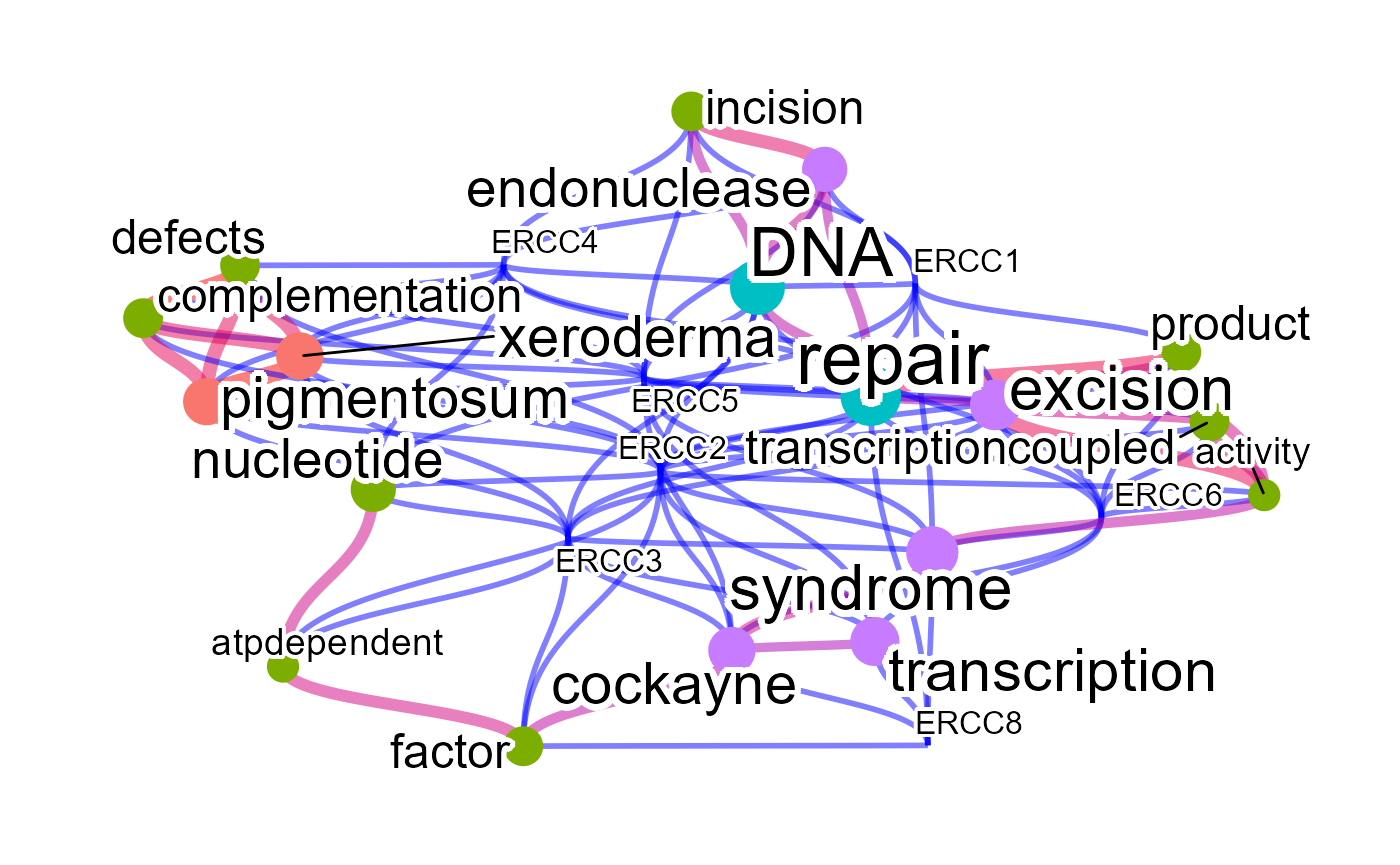 incision
endonuclease
defects
ERCC4
DNA
ERCC1
complementation
xeroderma
product
repair
pigmentosum
ERCC5
excision
nucleotide
ERCC2
transcriptioncoupled
activity
ERCC6
ERCC3
syndrome
atpdependent
cockayne
transcription
ERCC8
factor